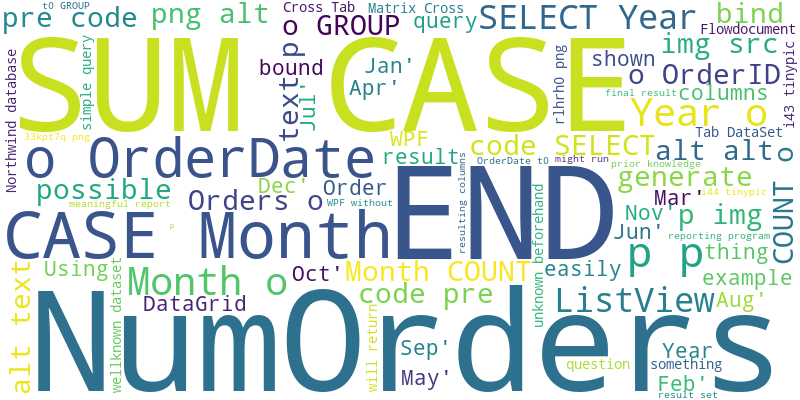 t0 GROUP
pre code
png alt
Cross Tab
Matrix Cross
o GROUP
query
SELECT Year
bind
Flowdocument
Northwind database
simple query
SUM CASE
text p
Jul'
bound
Jan'
Apr'
rlhrh0 png
shown
img src
o OrderID
final result
columns
i43 tinypic
Year o
33kpt7q png
WPF
Tab DataSet
o OrderDate
result
code SELECT
alt alt
o
OrderDate t0
might run
prior knowledge
possible
Dec'
Order
generate
i44 tinypic
meaningful report
Orders o
WPF without
resulting columns
END
Mar'
COUNT
CASE Month
p
unknown beforehand
Nov'
p img
Jun'
reporting program
p p
thing
alt text
Using
wellknown dataset
Month o
Oct'
Month COUNT
easily
example
DataGrid
code pre
ListView
Aug'
will return
NumOrders
Sep'
Year
May'
question
something
Feb'
result set